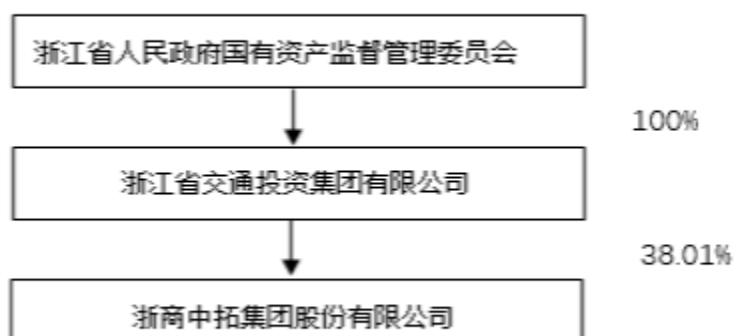 浙江省人民政府国有资产监督管理委员会
100%
浙江省交通投资集团有限公司
38.01%
浙商中拓集团股份有限公司